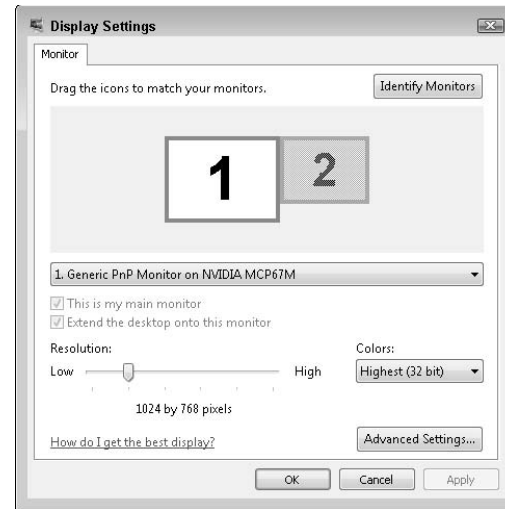 Display Settings
Monitor
Drag the icons to match your monitors.
Identify Monitors
1
2
1. Generic PnP Monitor on NVIDIA MCP67M
This is my main monitor
Extend the desktop onto this monitor
Resolution:
Colors:
Low
High
Highest (32 bit)
1024 by 768 pixels
How do I get the best display?
Advanced Settings...
OK
Cancel
Apply